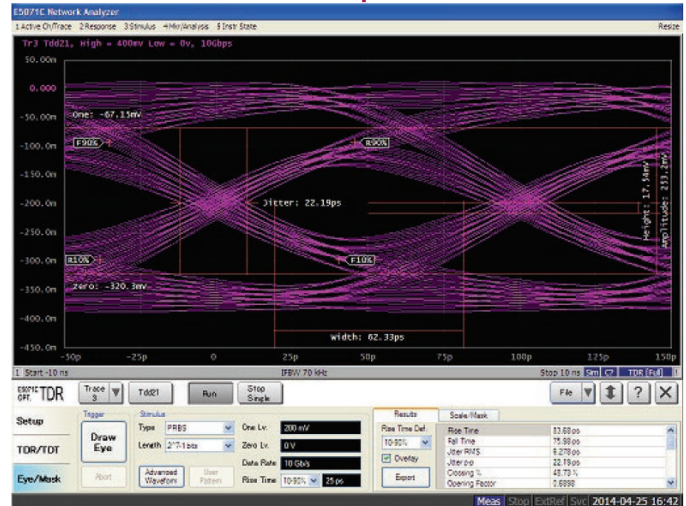 E5071C Network Analyzer
1 Active Ch/Trace 2 Response 3 Stimulus 4 Mkr/Analysis 5 Instr State
Resize
Tr3 Tdd21, High = 400mv Low = 0v, 10Gbps
50.00m
0.000
-50.00m
One: -67.15mV
F90%
R90%
-100.0m
-150.0m
-200.0m
Jitter: 22.19ps
Height: 17.54mV
Amplitude: 253.2mV
-250.0m
R10%
F10%
-300.0m
Zero: -320.3mV
-350.0m
-400.0m
width: 62.33ps
-450.0m
-50p -25p 0 25p 50p 75p 100p 125p 150p
1 Start -10 ns IFBW 70 kHz Stop 10 ns Sim C2 TDR [Full] !
E5071C OPT. TDR
Trace 3
Tdd21
Run
Stop Single
File
?
Setup
TDR/TDT
Eye/Mask
Trigger
Draw Eye
Abort
Stimulus
Type PRBS
Length 2^7-1 bits
Advanced Waveform
User Pattern
One Lv. 200 mV
Zero Lv. 0 V
Data Rate 10 Gb/s
Rise Time 10-90% 25 ps
Results Scale/Mask
Rise Time Def.
10-90%
Overlay
Export
Rise Time 83.68 ps
Fall Time 75.98 ps
Jitter RMS 6.278 ps
Jitter p-p 22.19 ps
Crossing % 48.73 %
Opening Factor 0.6898
Meas Stop ExtRef Svc 2014-04-25 16:42